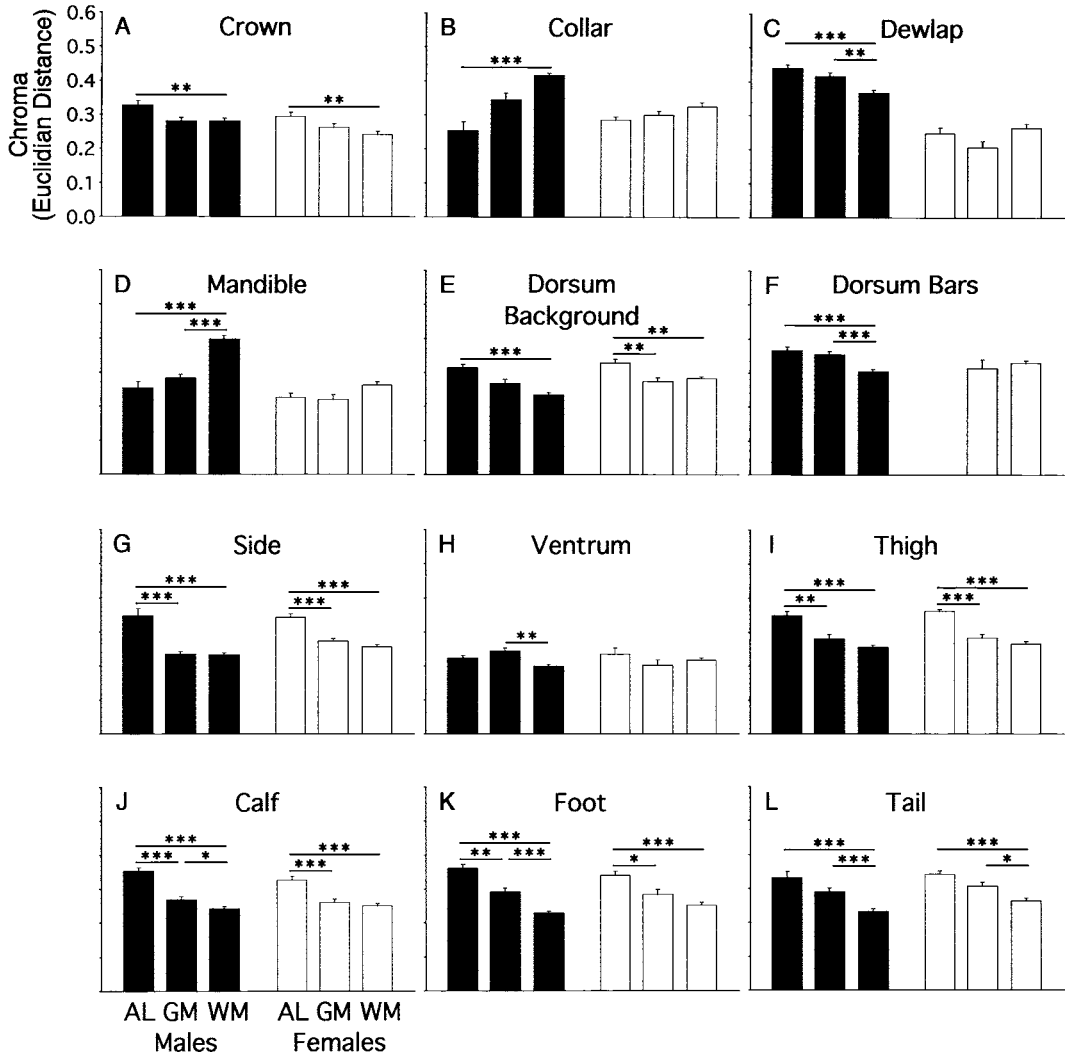 A Crown
B Collar
C Dewlap
Chroma
(Euclidian Distance)
0.6
0.5
0.4
0.3
0.2
0.1
0.0
**
**
***
***
**
D Mandible
E Dorsum
Background
F Dorsum Bars
***
***
***
**
**
***
***
G Side
H Ventrum
I Thigh
***
***
***
***
**
***
**
***
***
J Calf
K Foot
L Tail
***
***
*
***
***
***
**
***
***
*
***
***
***
*
AL GM WM
Males
AL GM WM
Females